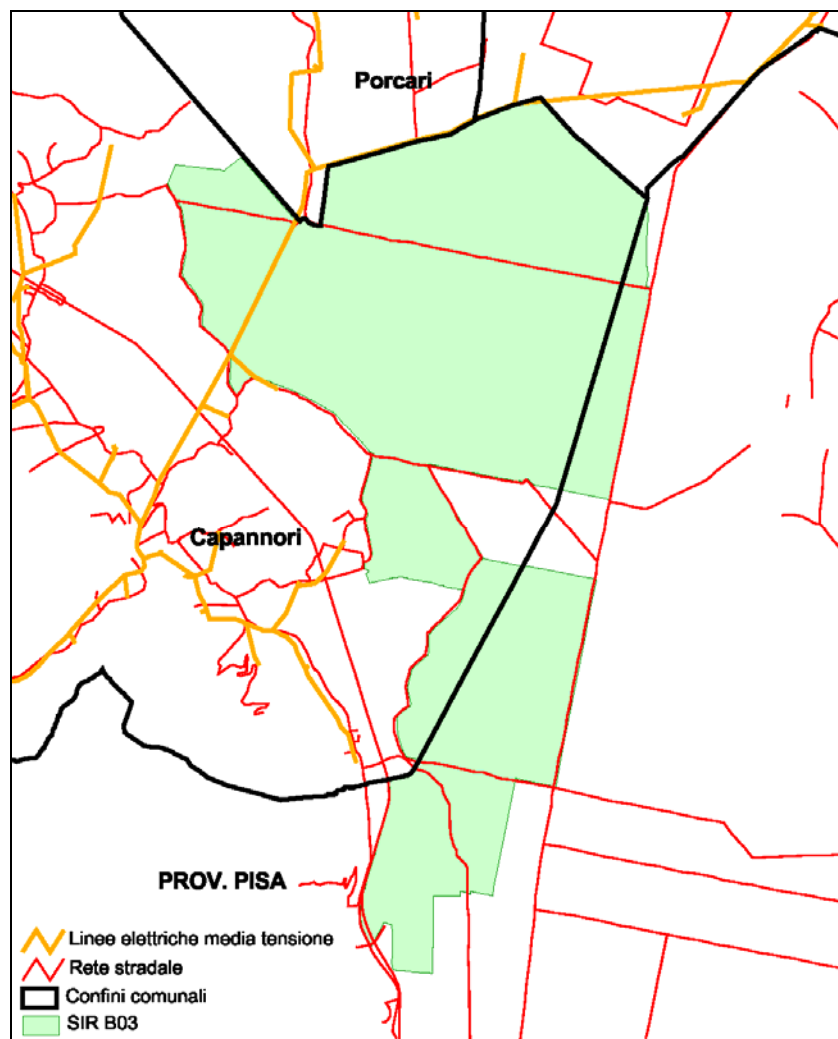 Porcari
Capannori
PROV. PISA
Linee elettriche media tensione
Rete stradale
Confini comunali
SIR B03